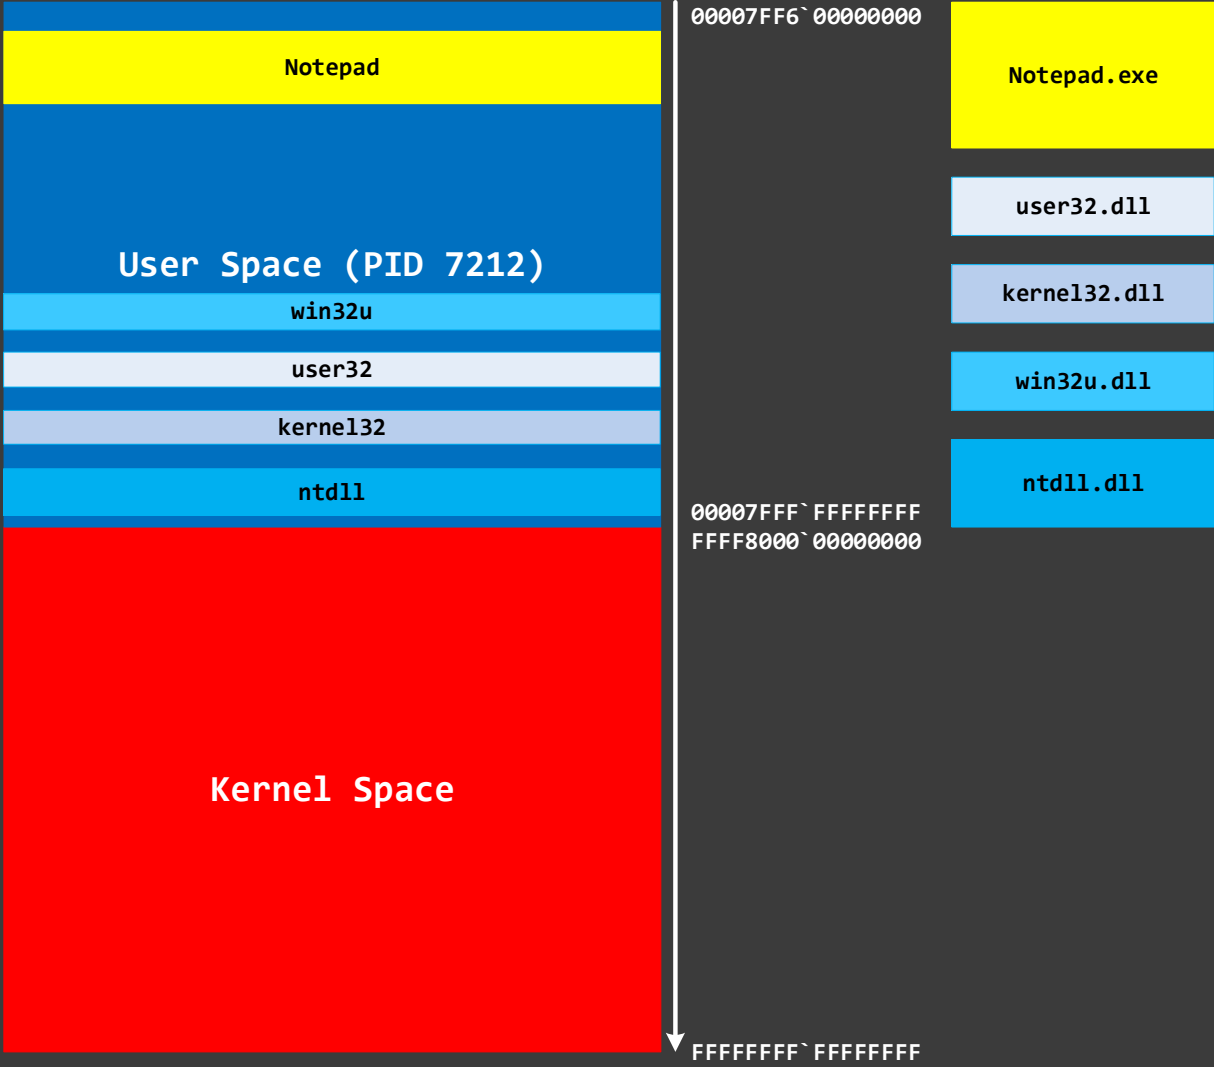 Notepad
User Space (PID 7212)
win32u
user32
kernel32
ntdll
Kernel Space
00007FF6`00000000
00007FFF`FFFFFFFF
FFFF8000`00000000
FFFFFFFF`FFFFFFFF
Notepad.exe
user32.dll
kernel32.dll
win32u.dll
ntdll.dll